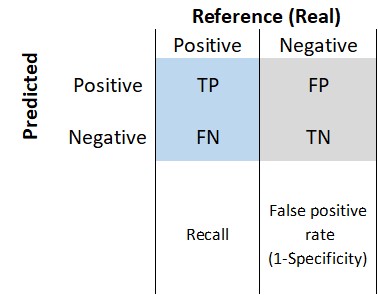 Reference (Real)
Positive Negative
Predicted
Positive TP FP
Negative FN TN
Recall
False positive
rate
(1-Specificity)